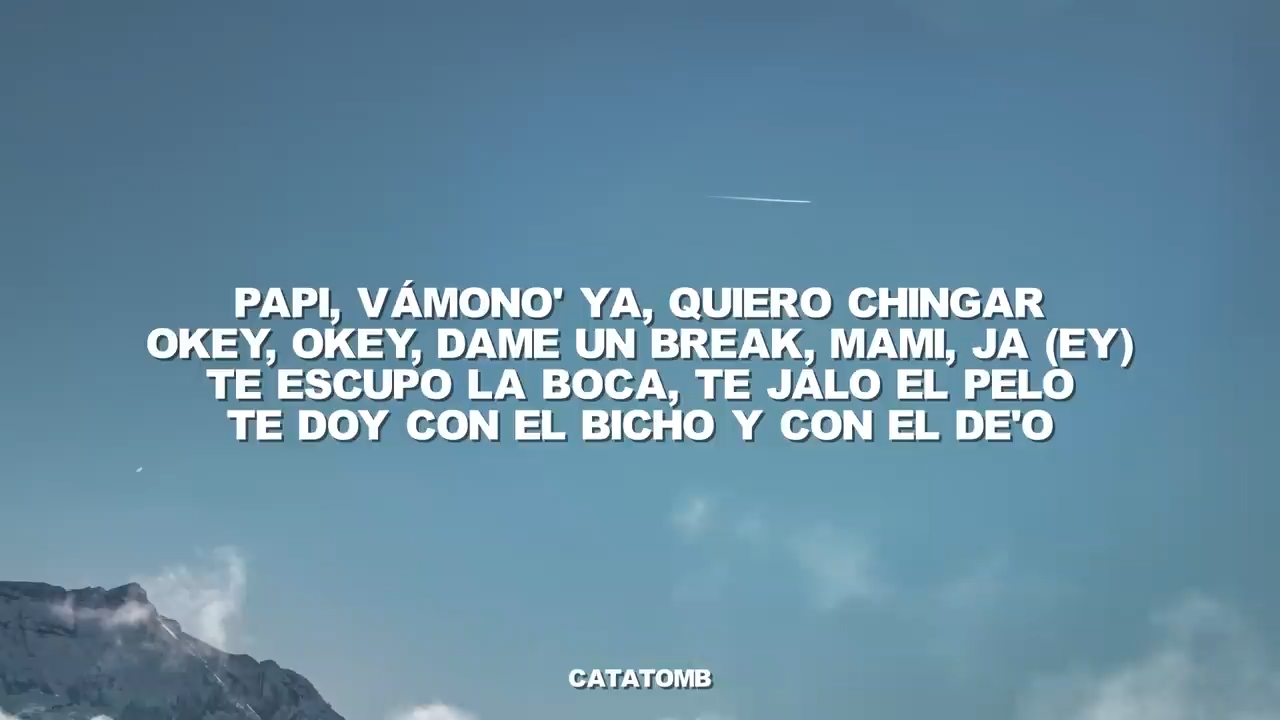 PAPI, VÁMONO' YA, QUIERO CHINGAR
OKEY, OKEY, DAME UN BREAK, MAMI, JA (EY)
TE ESCUPO LA BOCA, TE JALO EL PELO
TE DOY CON EL BICHO Y CON EL DE'O
CATATOMB